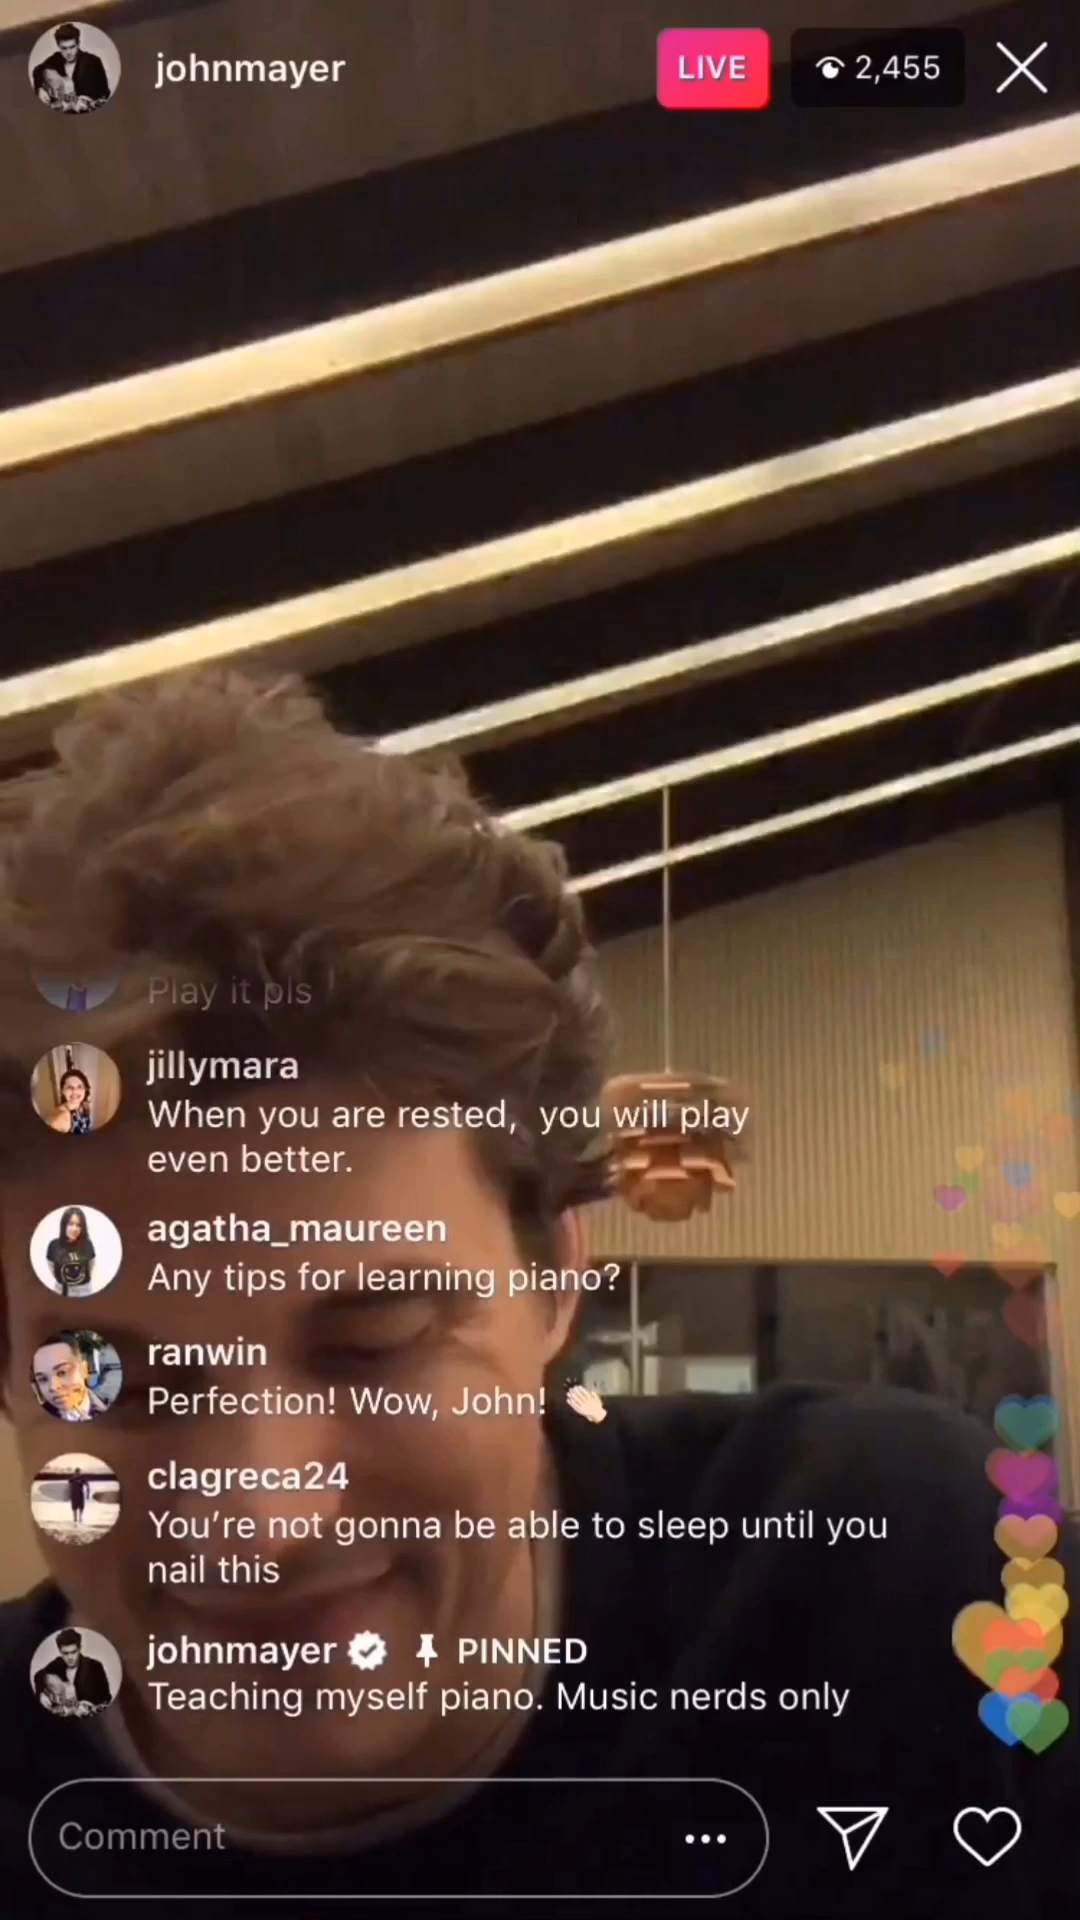 johnmayer
LIVE
2,455
Play it pls
jillymara
When you are rested,  you will play
even better.
agatha_maureen
Any tips for learning piano?
ranwin
Perfection! Wow, John! 👏🏻
clagreca24
You’re not gonna be able to sleep until you
nail this
johnmayer PINNED
Teaching myself piano. Music nerds only
Comment